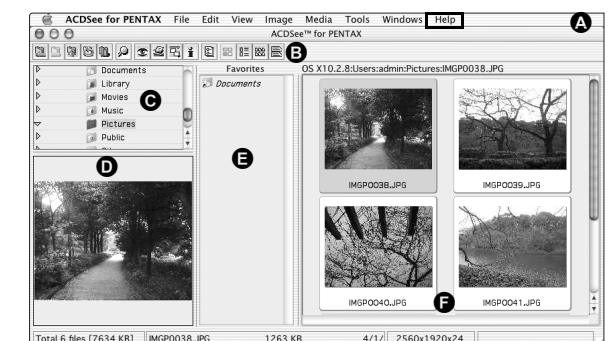 ACDSee for PENTAX File Edit View Image Media Tools Windows Help
A
ACDSee™ for PENTAX
B
Documents
Library
Movies
Music
Pictures
Public
C
Favorites
Documents
E
OS X10.2.8:Users:admin:Pictures:IMGP0038.JPG
D
IMGP0038.JPG
IMGP0039.JPG
IMGP0040.JPG
IMGP0041.JPG
F
Total 6 files [7634 KB] IMGP0038.JPG 1263 KB 4/1/ 2560x1920x24